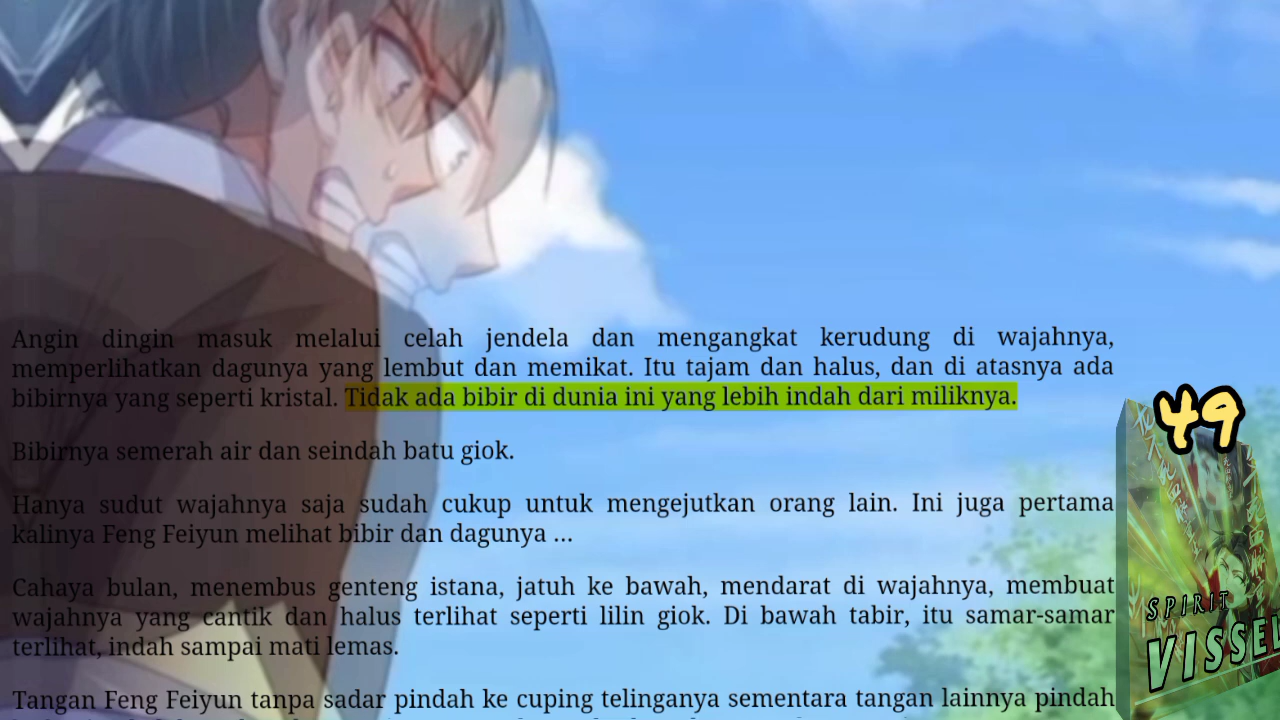 Angin dingin masuk melalui celah jendela dan mengangkat kerudung di wajahnya,
memperlihatkan dagunya yang lembut dan memikat. Itu tajam dan halus, dan di atasnya ada
bibirnya yang seperti kristal. Tidak ada bibir di dunia ini yang lebih indah dari miliknya.
Bibirnya semerah air dan seindah batu giok.
Hanya sudut wajahnya saja sudah cukup untuk mengejutkan orang lain. Ini juga pertama
kalinya Feng Feiyun melihat bibir dan dagunya ...
Cahaya bulan, menembus genteng istana, jatuh ke bawah, mendarat di wajahnya, membuat
wajahnya yang cantik dan halus terlihat seperti lilin giok. Di bawah tabir, itu samar-samar
terlihat, indah sampai mati lemas.
Tangan Feng Feiyun tanpa sadar pindah ke cuping telinganya sementara tangan lainnya pindah
49
SPIRIT
VISSEL